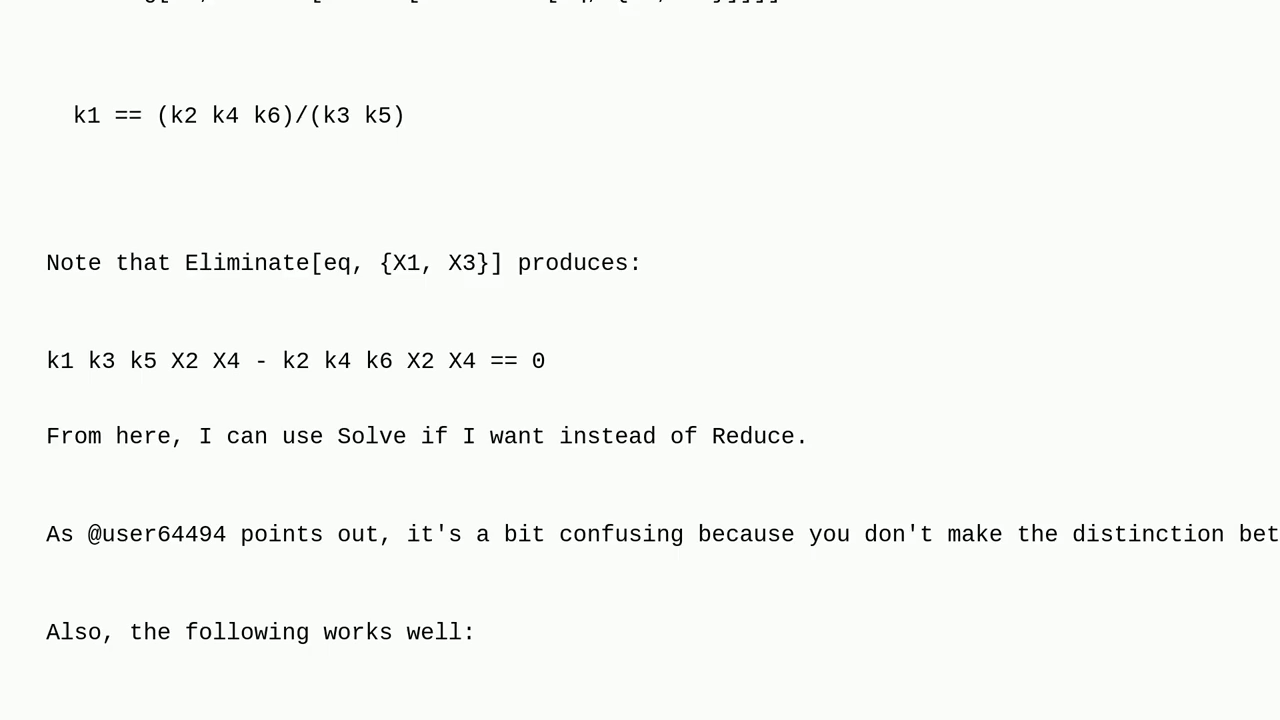 k1 == (k2 k4 k6)/(k3 k5)
Note that Eliminate[eq, {X1, X3}] produces:
k1 k3 k5 X2 X4 - k2 k4 k6 X2 X4 == 0
From here, I can use Solve if I want instead of Reduce.
As @user64494 points out, it's a bit confusing because you don't make the distinction bet
Also, the following works well: